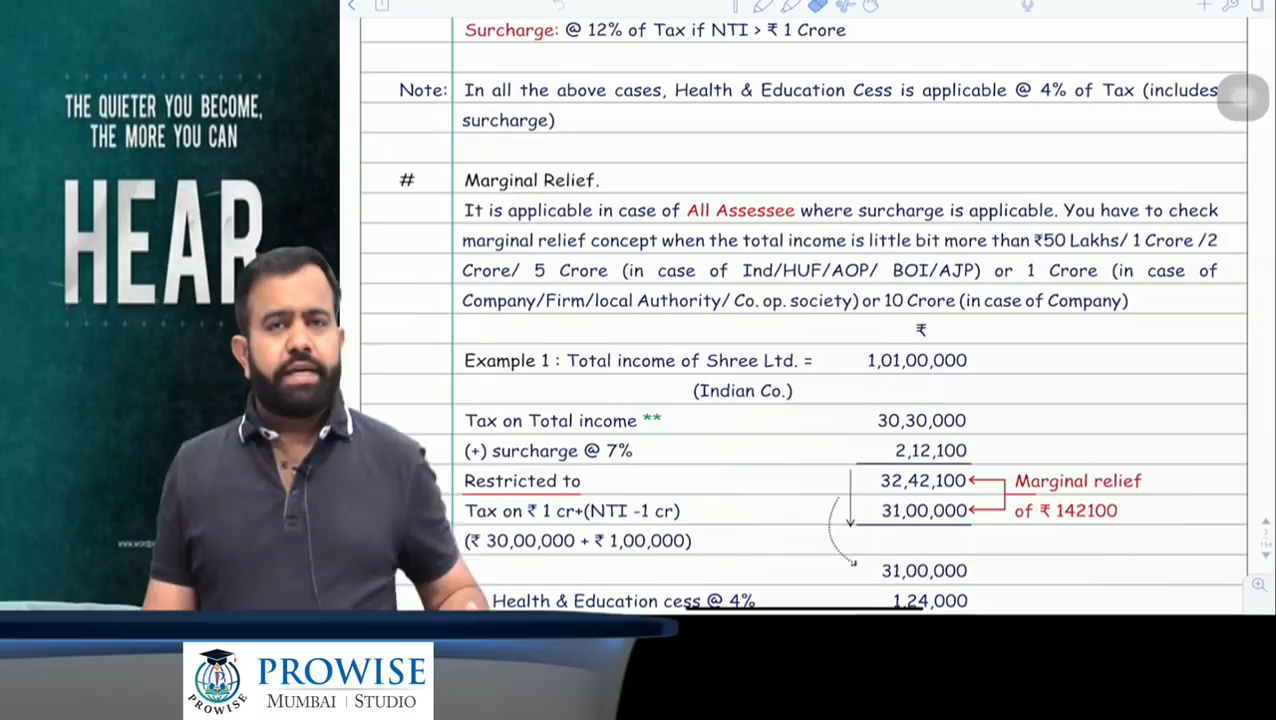 THE QUIETER YOU BECOME,
THE MORE YOU CAN
HEAR
Surcharge: @ 12% of Tax if NTI > ₹ 1 Crore
Note: In all the above cases, Health & Education Cess is applicable @ 4% of Tax (includes
surcharge)
# Marginal Relief.
It is applicable in case of All Assessee where surcharge is applicable. You have to check
marginal relief concept when the total income is little bit more than ₹50 Lakhs/ 1 Crore /2
Crore/ 5 Crore (in case of Ind/HUF/AOP/ BOI/AJP) or 1 Crore (in case of
Company/Firm/local Authority/ Co. op. society) or 10 Crore (in case of Company)
₹
Example 1 : Total income of Shree Ltd. = 1,01,00,000
(Indian Co.)
Tax on Total income ** 30,30,000
(+) surcharge @ 7% 2,12,100
Restricted to 32,42,100 Marginal relief
Tax on ₹ 1 cr+(NTI -1 cr) 31,00,000 of ₹ 142100
(₹ 30,00,000 + ₹ 1,00,000)
31,00,000
Health & Education cess @ 4% 1,24,000
PROWISE
PROWISE
MUMBAI | STUDIO